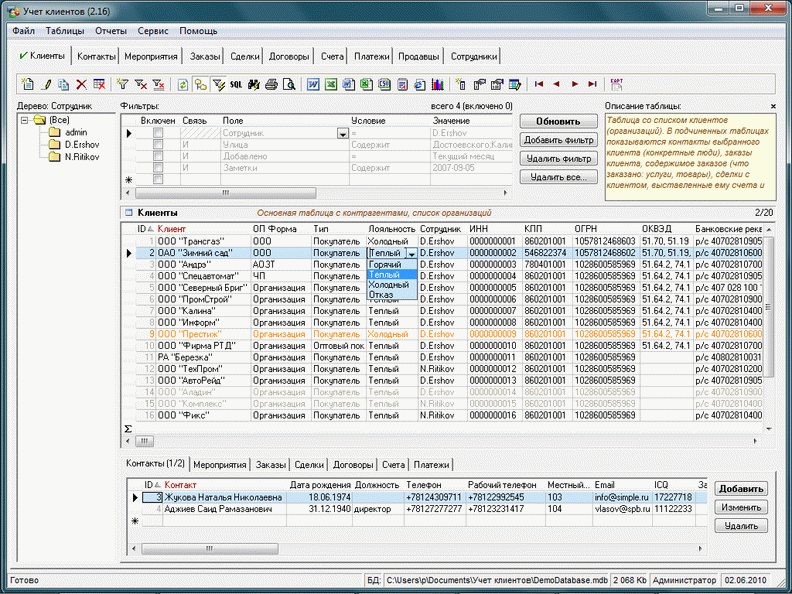 Учет клиентов (2.16)
Файл Таблицы Отчеты Сервис Помощь
Клиенты Контакты Мероприятия Заказы Сделки Договоры Счета Платежи Продавцы Сотрудники
SQL
Дерево: Сотрудник
(Все)
admin
D.Ershov
N.Ritikov
Фильтры: всего 4 (включено 0)
Включен Связь Поле Условие Значение
Сотрудник = D.Ershov
И Улица Содержит Достоевского;Кали
И Добавлено = Текущий месяц
И Заметки Содержит 2007-09-05
Обновить
Добавить фильтр
Удалить фильтр
Удалить все...
Описание таблицы:
Таблица со списком клиентов
(организаций). В подчиненных таблицах
показываются контакты выбранного
клиента (конкретные люди), заказы
клиента, содержимое заказов (что
заказано: услуги, товары), сделки с
клиентом, выставленные ему счета и
Клиенты Основная таблица с контрагентами, список организаций 2/20
ID Клиент ОП Форма Тип Лояльность Сотрудник ИНН КПП ОГРН ОКВЭД Банковские рекв
1 ООО "Трансгаз" ООО Покупатель Холодный D.Ershov 0000000001 860201001 1057812468603 51.70, 51.19 р/с 40702810905
2 ОАО "Зимний сад" ООО Покупатель Теплый D.Ershov 0000000002 546822374 1057812468602 51.70, 51.19, р/с 40702810600
3 ООО "Андрэ" АОЗТ Покупатель D.Ershov 0000000003 780401001 1028600585969 51.64.2, 74.1 р/с 40702810400
4 ООО "Спецавтомат" ЧП Покупатель D.Ershov 0000000004 860201001 1028600585969 51.64.2, 74.1 р/с 40702810905
5 ООО "Северный Бриг" Организация Покупатель D.Ershov 0000000005 860201001 1028600585969 51.64.2, 74.1 р/с 407 028 100
6 ООО "ПромСтрой" Организация Покупатель D.Ershov 0000000006 860201001 1028600585969 51.64.2, 74.1 р/с 40702810900
Горячий
Теплый
Холодный
Отказ
7 ООО "Калина" Организация Покупатель Теплый D.Ershov 0000000007 860201001 1028600585969 51.64.2, 74.1 р/с 40702810400
8 ООО "Информ" Организация Покупатель Теплый D.Ershov 0000000008 860201001 1028600585969 51.64.2, 74.1 р/с 40702810400
9 ООО "Престиж" Организация Покупатель Холодный D.Ershov 0000000009 860201001 1028600585969 51.64.2, 74.1 р/с 40702810600
10 ООО "Фирма РТД" Организация Оптовый пок Теплый D.Ershov 0000000010 860201001 1028600585969 51.64.2, 74.1 р/с 40702810700
11 РА "Березка" Организация Покупатель Теплый D.Ershov 0000000011 860201001 1028600585969 р/с 40802810031
12 ООО "ТехПром" Организация Покупатель Теплый N.Ritikov 0000000012 860201001 1028600585969 р/с 40702810200
13 ООО "АвтоРейд" Организация Покупатель Теплый N.Ritikov 0000000013 860201001 1028600585969 р/с 40702810905
14 ООО "Аладин" Организация Покупатель Теплый D.Ershov 0000000014 860201001 1028600585969 р/с 40702810900
15 ООО "Комплекс" Организация Покупатель Теплый N.Ritikov 0000000015 860201001 1028600585969 р/с 40702810400
16 ООО "Фикс" Организация Покупатель Теплый N.Ritikov 0000000016 860201001 1028600585969 р/с 40702810400
Σ
Контакты (1/2) Мероприятия Заказы Сделки Договоры Счета Платежи
ID Контакт Дата рождения Должность Телефон Рабочий телефон Местный... Email ICQ За
3 Жукова Наталья Николаевна 18.06.1974 +78124309711 +78122992545 103 info@simple.ru 17227718
4 Аджиев Саид Рамазанович 31.12.1940 директор +78127277277 +78123231417 104 vlasov@spb.ru 11122233
Добавить
Изменить
Удалить
Готово БД: C:\Users\p\Documents\Учет клиентов\DemoDatabase.mdb 2 068 Kb Администратор 02.06.2010